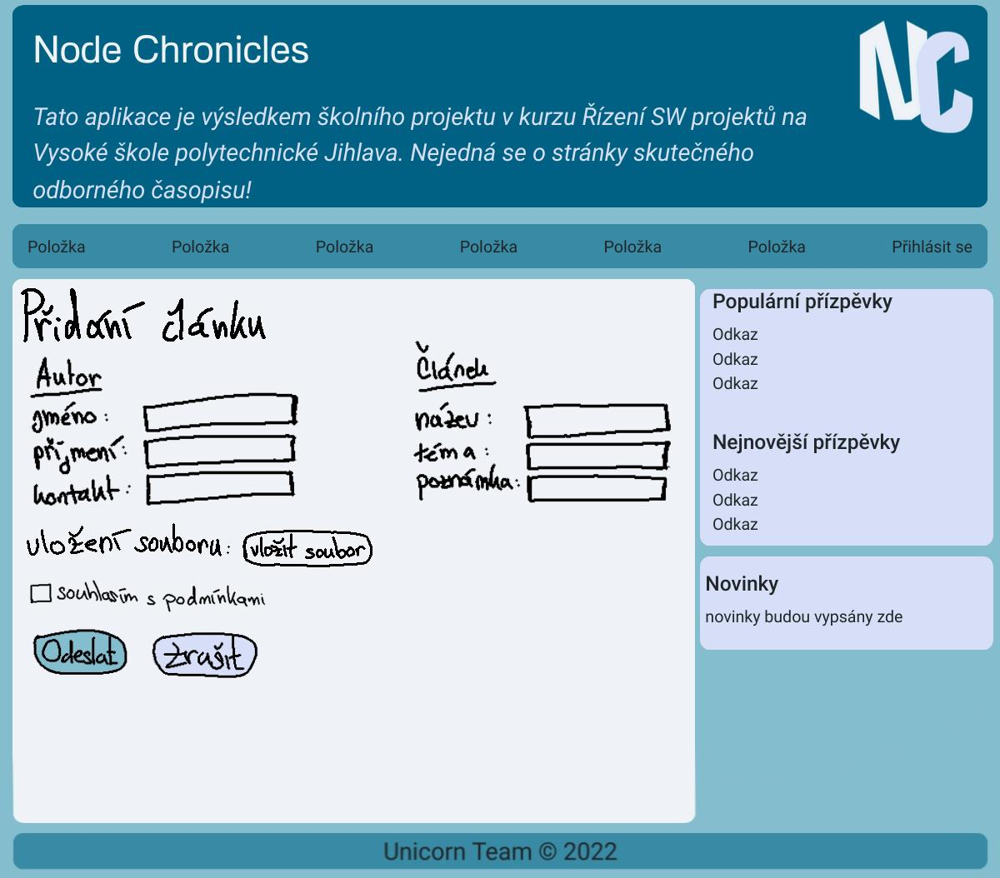 Node Chronicles
NC
Tato aplikace je výsledkem školního projektu v kurzu Řízení SW projektů na
Vysoké škole polytechnické Jihlava. Nejedná se o stránky skutečného
odborného časopisu!
Položka Položka Položka Položka Položka Položka Přihlásit se
Přidání článku
Autor
jméno:
příjmení:
kontakt:
Článek
název:
téma:
poznámka:
vložení souboru: vložit soubor
souhlasím s podmínkami
Odeslat Zrušit
Populární přízpěvky
Odkaz
Odkaz
Odkaz
Nejnovější přízpěvky
Odkaz
Odkaz
Odkaz
Novinky
novinky budou vypsány zde
Unicorn Team © 2022